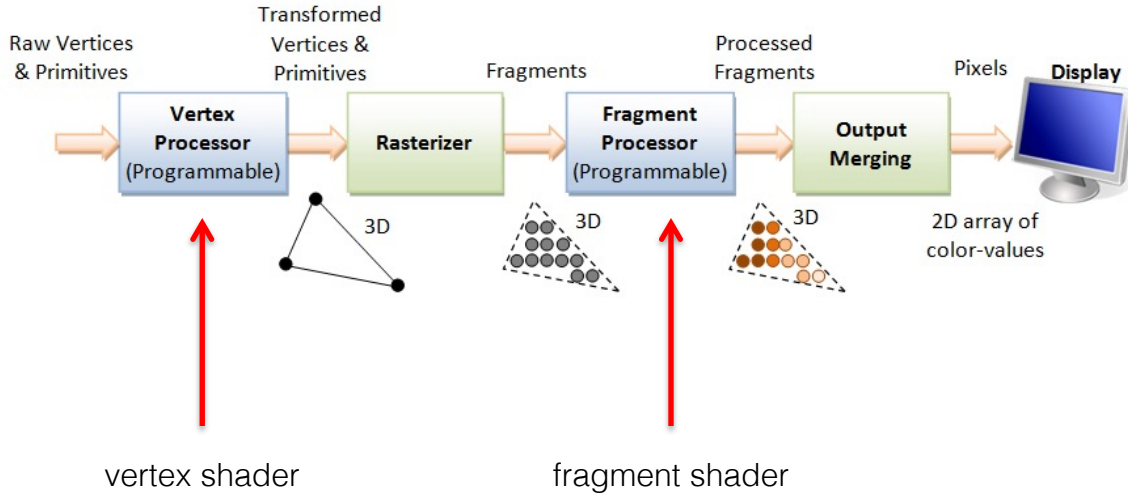 Raw Vertices
& Primitives
Transformed
Vertices &
Primitives
Fragments
Processed
Fragments
Pixels
Display
Vertex
Processor
(Programmable)
Rasterizer
Fragment
Processor
(Programmable)
Output
Merging
3D
3D
3D
2D array of
color-values
vertex shader
fragment shader